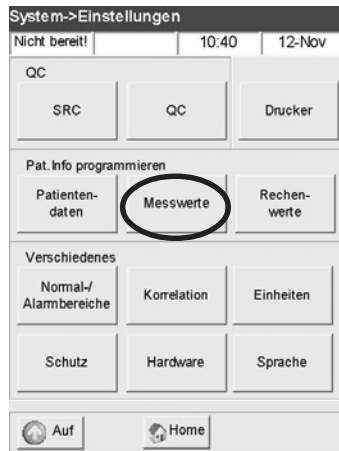 System->Einstellungen
Nicht bereit! 10:40 12-Nov
QC
SRC QC Drucker
Pat.Info programmieren
Patienten-
daten
Messwerte
Rechen-
werte
Verschiedenes
Normal-/
Alarmbereiche
Korrelation
Einheiten
Schutz Hardware Sprache
Auf Home